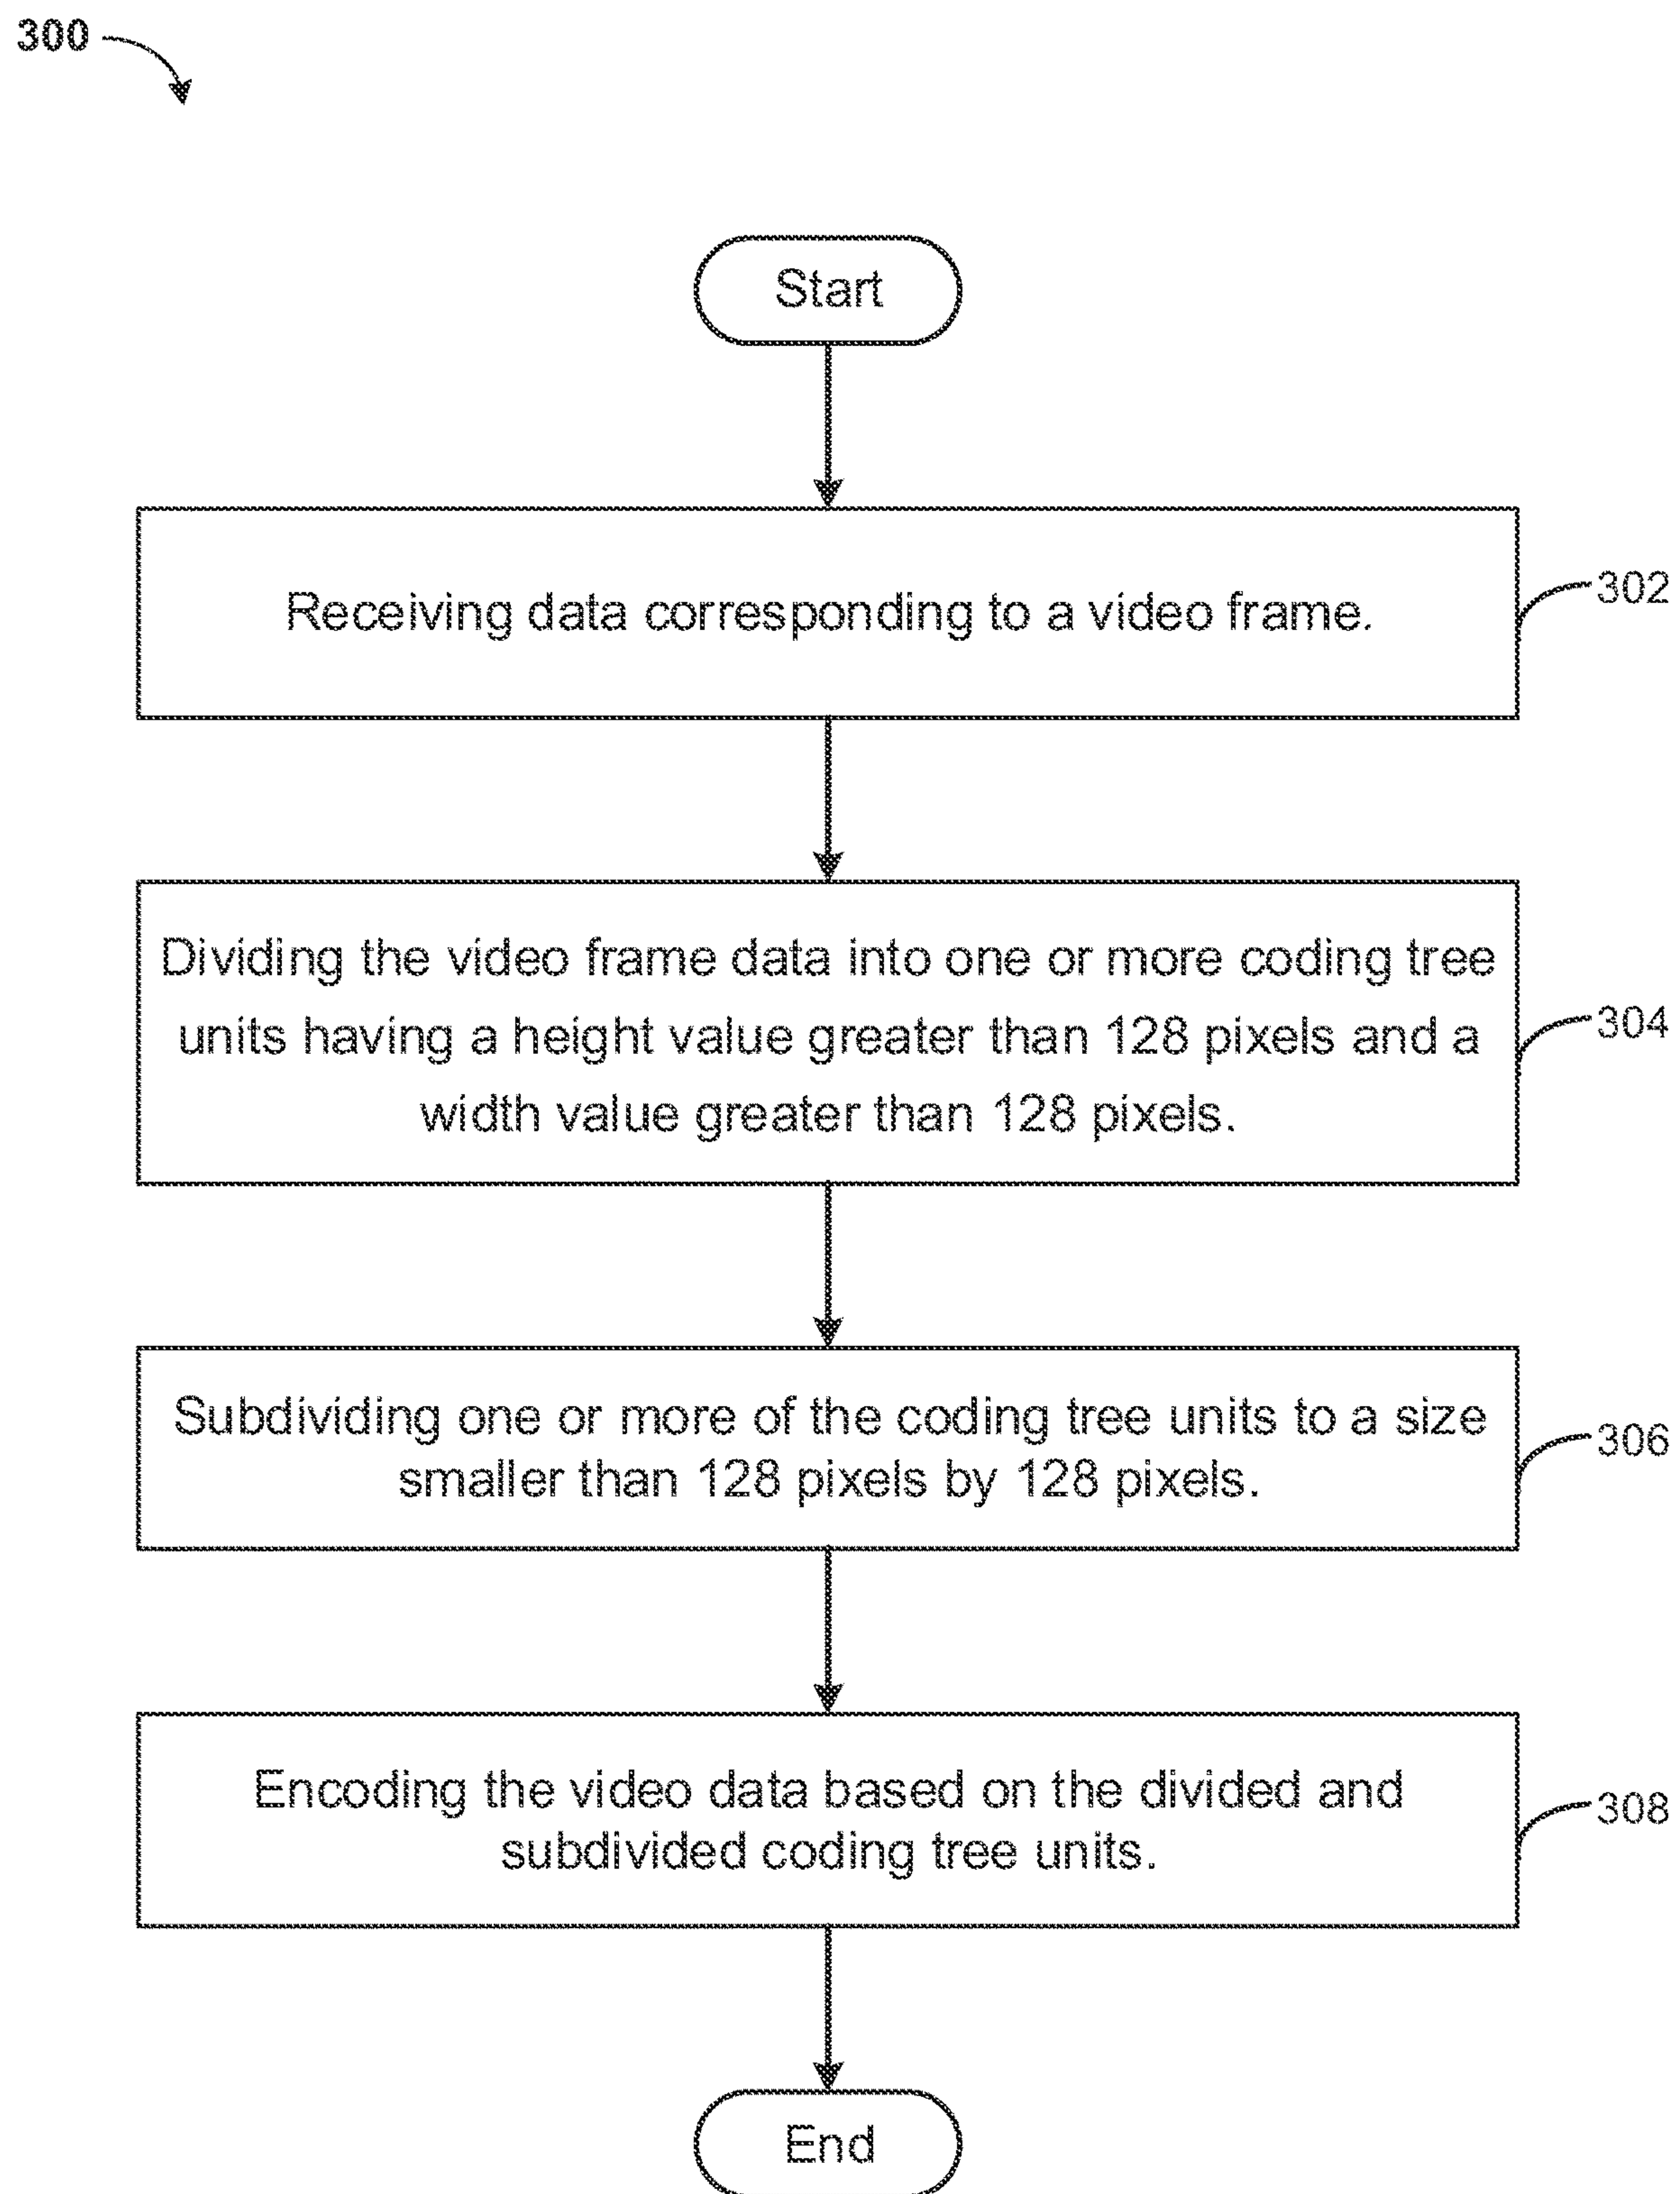 300
Start
Receiving data corresponding to a video frame.
302
Dividing the video frame data into one or more coding tree
units having a height value greater than 128 pixels and a
width value greater than 128 pixels.
304
Subdividing one or more of the coding tree units to a size
smaller than 128 pixels by 128 pixels.
306
Encoding the video data based on the divided and
subdivided coding tree units.
308
End